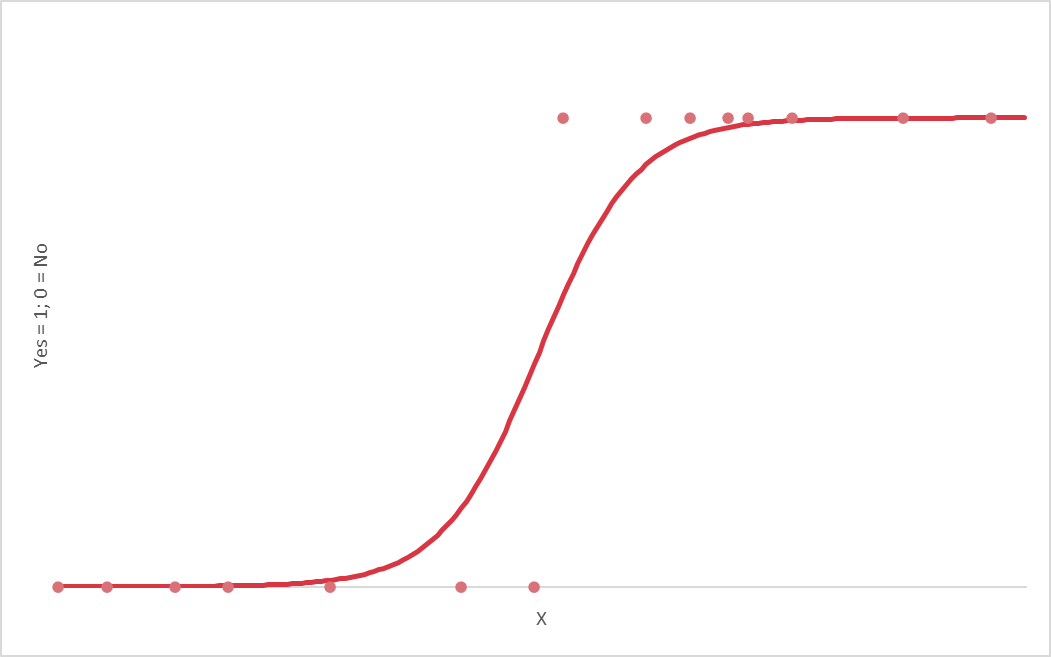 Yes = 1; 0 = No
X